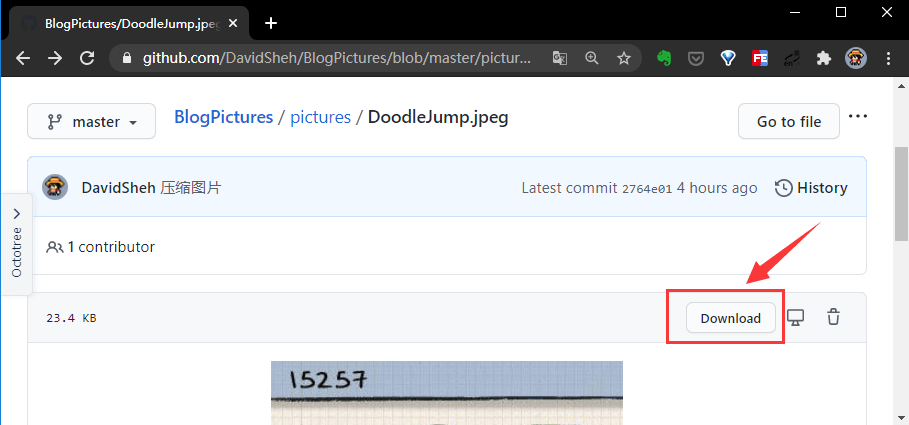 BlogPictures/DoodleJump.jpeg
github.com/DavidSheh/BlogPictures/blob/master/pictur...
master
BlogPictures / pictures / DoodleJump.jpeg
Go to file
DavidSheh 压缩图片
Latest commit 2764e01 4 hours ago
History
Octotree
1 contributor
23.4 KB
Download
15257